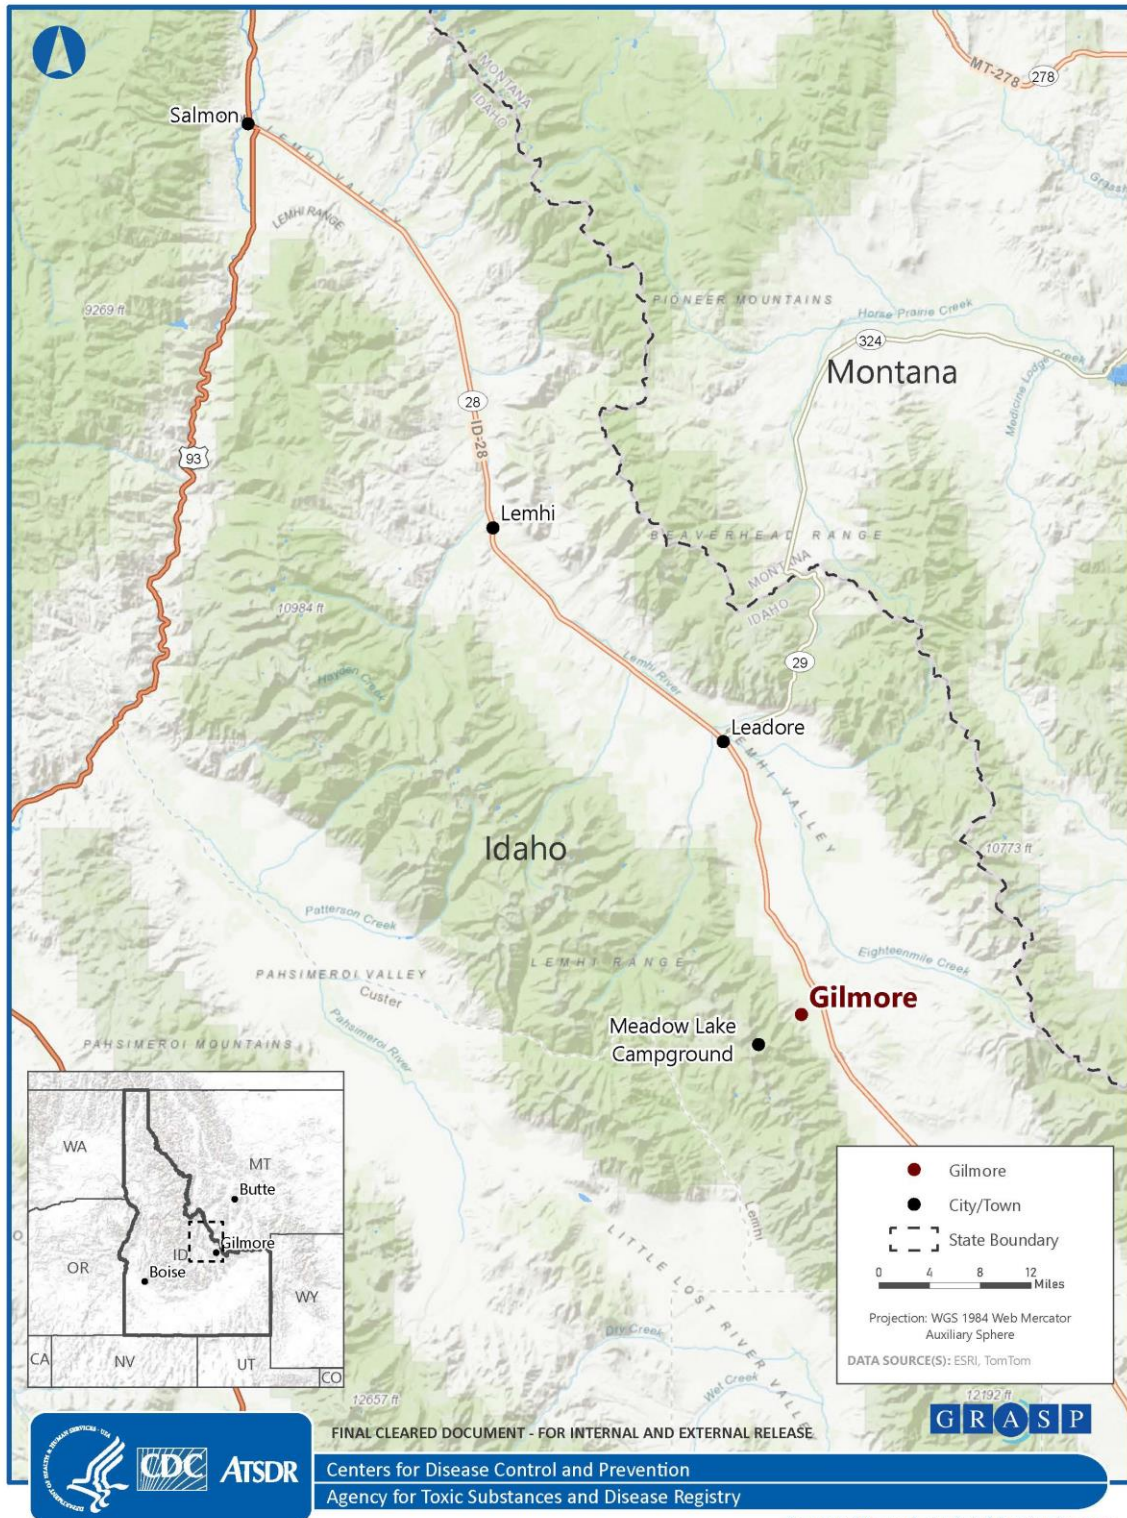 278
MT-278
MONTANA
IDAHO
Salmon
LEMHI VALLEY
LEMHI RANGE
9269 ft
PIONEER MOUNTAINS
Horse Prairie Creek
324
Medicine Lodge Creek
Montana
28
ID-28
93
Lemhi
BEAVERHEAD RANGE
MONTANA
IDAHO
10984 ft
29
Lemhi River
Hayden Creek
Leadore
LEMHI VALLEY
Idaho
10773 ft
Patterson Creek
Eighteenmile Creek
LEMHI RANGE
PAHSIMEROI VALLEY
Custer
Gilmore
Pahsimeroi River
Meadow Lake
Campground
PAHSIMEROI MOUNTAINS
WA
MT
Butte
Gilmore
ID
OR
Boise
WY
CA
NV
UT
CO
Lemhi
LITTLE LOST RIVER VALLEY
Dry Creek
Wet Creek
12657 ft
12192 ft
Gilmore
City/Town
State Boundary
0 4 8 12
Miles
Projection: WGS 1984 Web Mercator
Auxiliary Sphere
DATA SOURCE(S): ESRI, TomTom
GRASP
FINAL CLEARED DOCUMENT - FOR INTERNAL AND EXTERNAL RELEASE
DEPARTMENT OF HEALTH & HUMAN SERVICES · USA
CDC
ATSDR
Centers for Disease Control and Prevention
Agency for Toxic Substances and Disease Registry